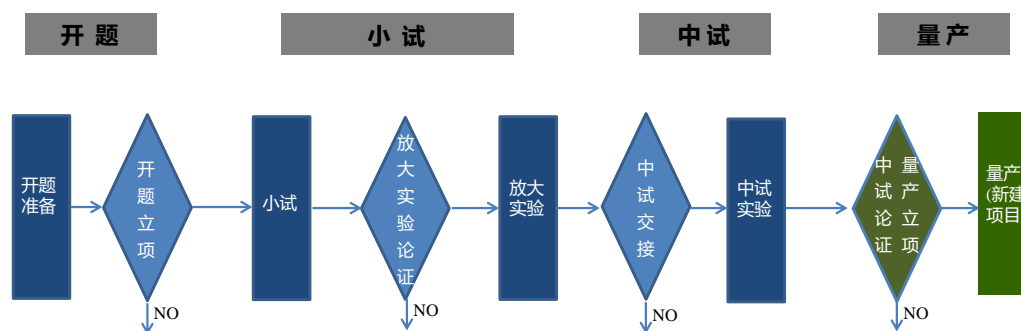 开 题
小 试
中试
量产
开题
准备
开题立项
小试
放大实验论证
放大
实验
中试交接
中试
实验
中试论证
量产立项
量产
(新建
项目
NO
NO
NO
NO